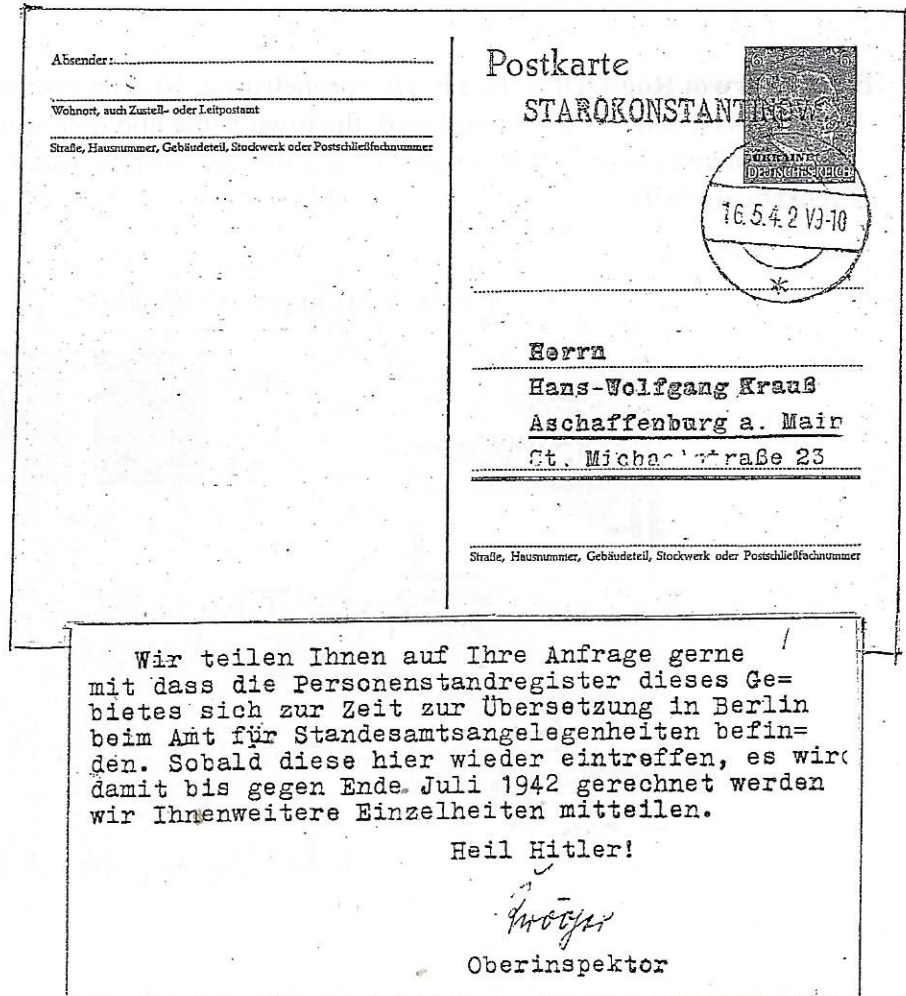 Absender:
Wohnort, auch Zustell- oder Leitpostamt
Straße, Hausnummer, Gebäudeteil, Stockwerk oder Postschließfachnummer
Postkarte
STAROKONSTANTINOW
6 6
UKRAINE
DEUTSCHES REICH
16.5.42 V9-10
Herrn
Hans-Wolfgang Krauß
Aschaffenburg a. Main
St. 23
Straße, Hausnummer, Gebäudeteil, Stockwerk oder Postschließfachnummer
Wir teilen Ihnen auf Ihre Anfrage gerne
mit dass die Personenstandregister dieses Ge=
bietes sich zur Zeit zur Übersetzung in Berlin
beim Amt für Standesamtsangelegenheiten befin=
den. Sobald diese hier wieder eintreffen, es wird
damit bis gegen Ende Juli 1942 gerechnet werden
wir Ihnenweitere Einzelheiten mitteilen.
Heil Hitler!
Oberinspektor